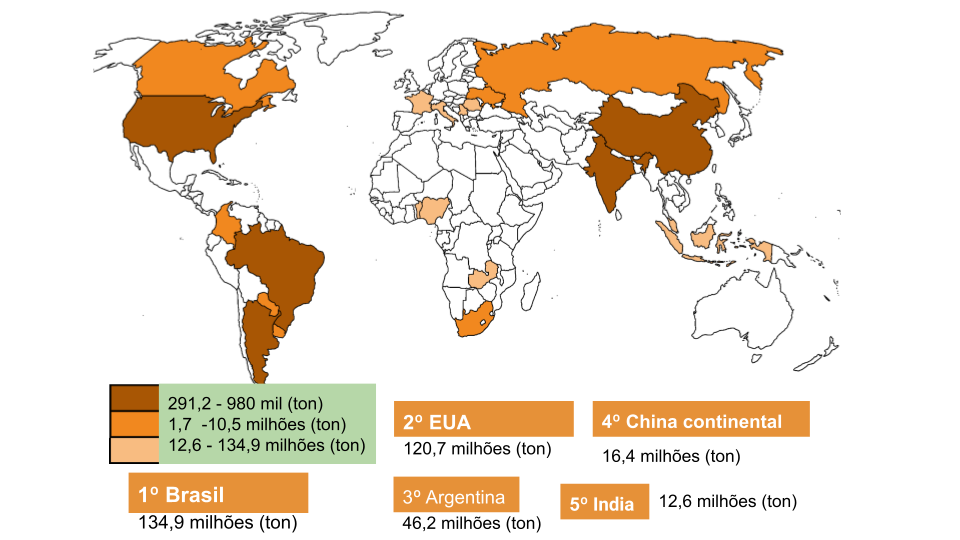 291,2 - 980 mil (ton)
1,7 -10,5 milhões (ton)
12,6 - 134,9 milhões (ton)
1º Brasil
134,9 milhões (ton)
2º EUA
120,7 milhões (ton)
3º Argentina
46,2 milhões (ton)
4º China continental
16,4 milhões (ton)
5º India
12,6 milhões (ton)